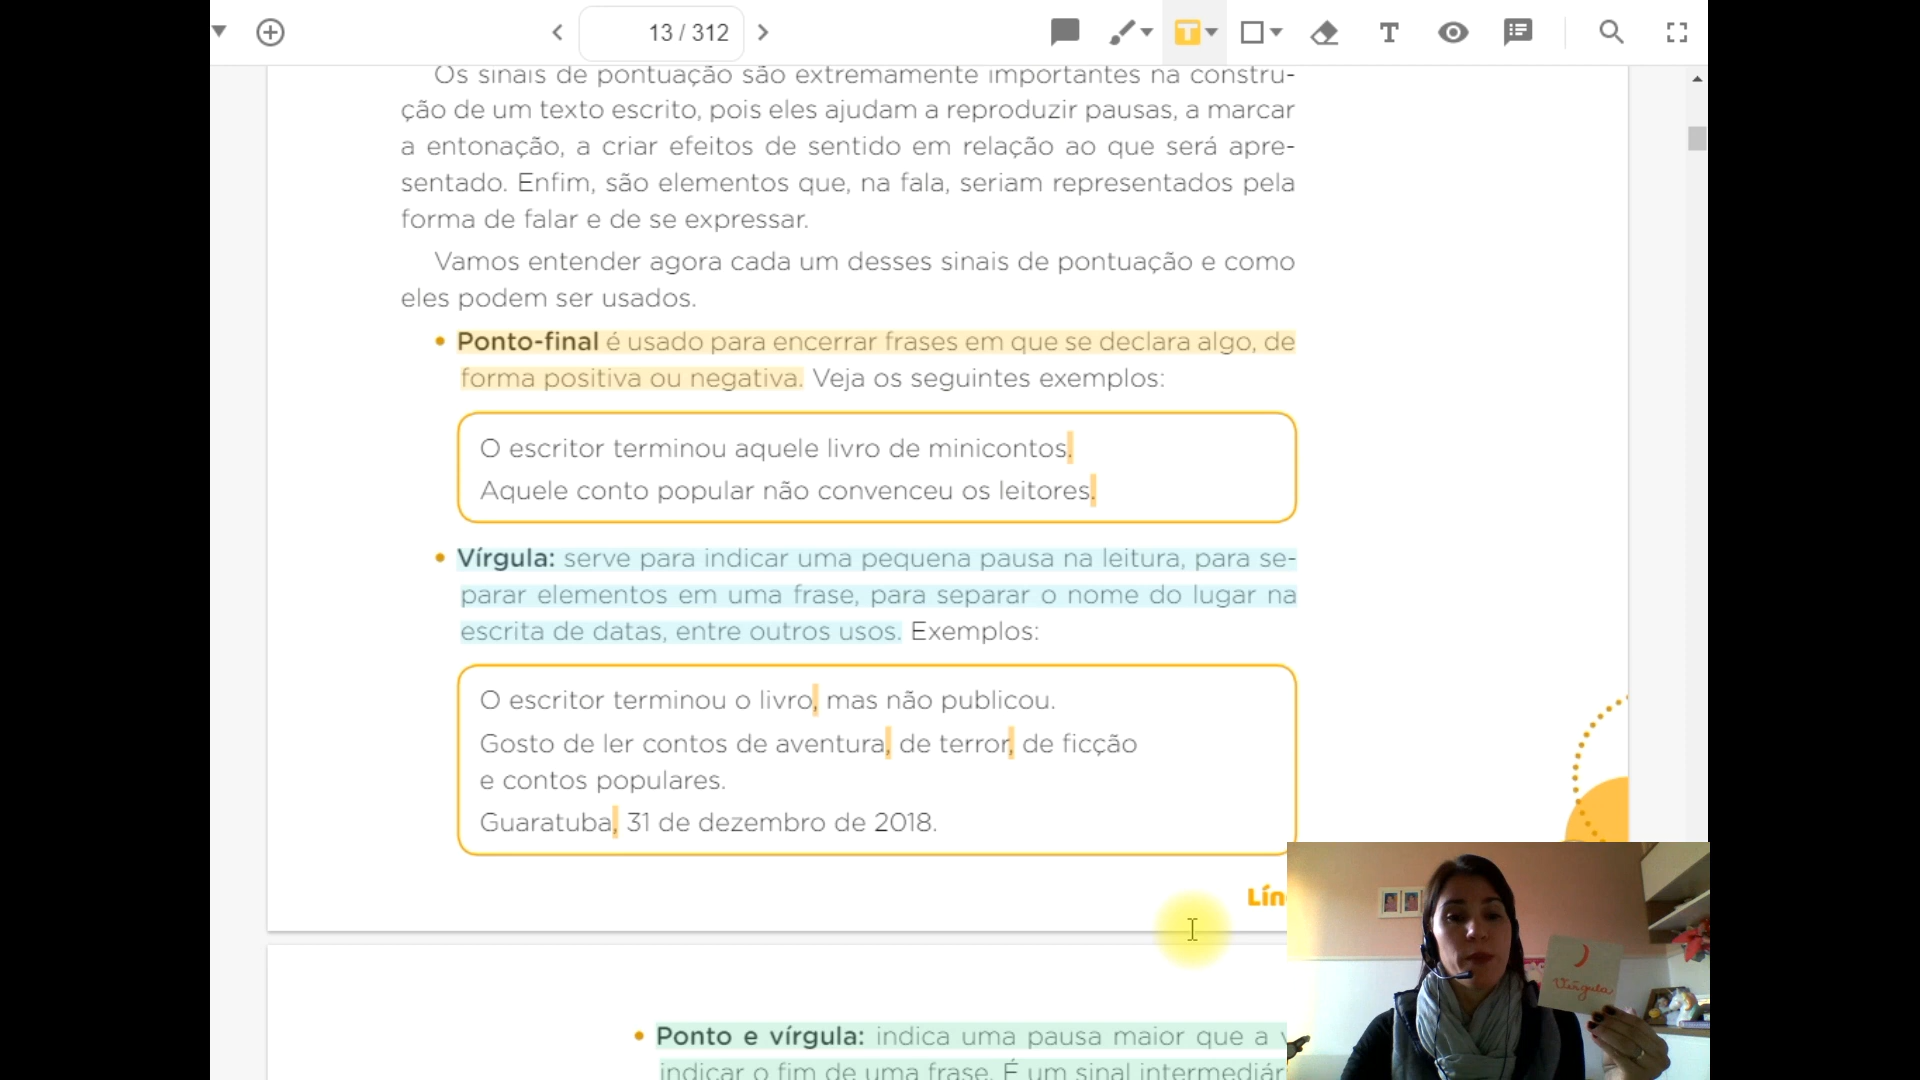 13 / 312
T
T
Os sinais de pontuação são extremamente importantes na constru-
ção de um texto escrito, pois eles ajudam a reproduzir pausas, a marcar
a entonação, a criar efeitos de sentido em relação ao que será apre-
sentado. Enfim, são elementos que, na fala, seriam representados pela
forma de falar e de se expressar.
Vamos entender agora cada um desses sinais de pontuação e como
eles podem ser usados.
• Ponto-final é usado para encerrar frases em que se declara algo, de
forma positiva ou negativa. Veja os seguintes exemplos:
O escritor terminou aquele livro de minicontos.
Aquele conto popular não convenceu os leitores.
• Vírgula: serve para indicar uma pequena pausa na leitura, para se-
parar elementos em uma frase, para separar o nome do lugar na
escrita de datas, entre outros usos. Exemplos:
O escritor terminou o livro, mas não publicou.
Gosto de ler contos de aventura, de terror, de ficção
e contos populares.
Guaratuba, 31 de dezembro de 2018.
Lín
, Vírgula
• Ponto e vírgula: indica uma pausa maior que a
indicar o fim de uma frase. É um sinal intermediár